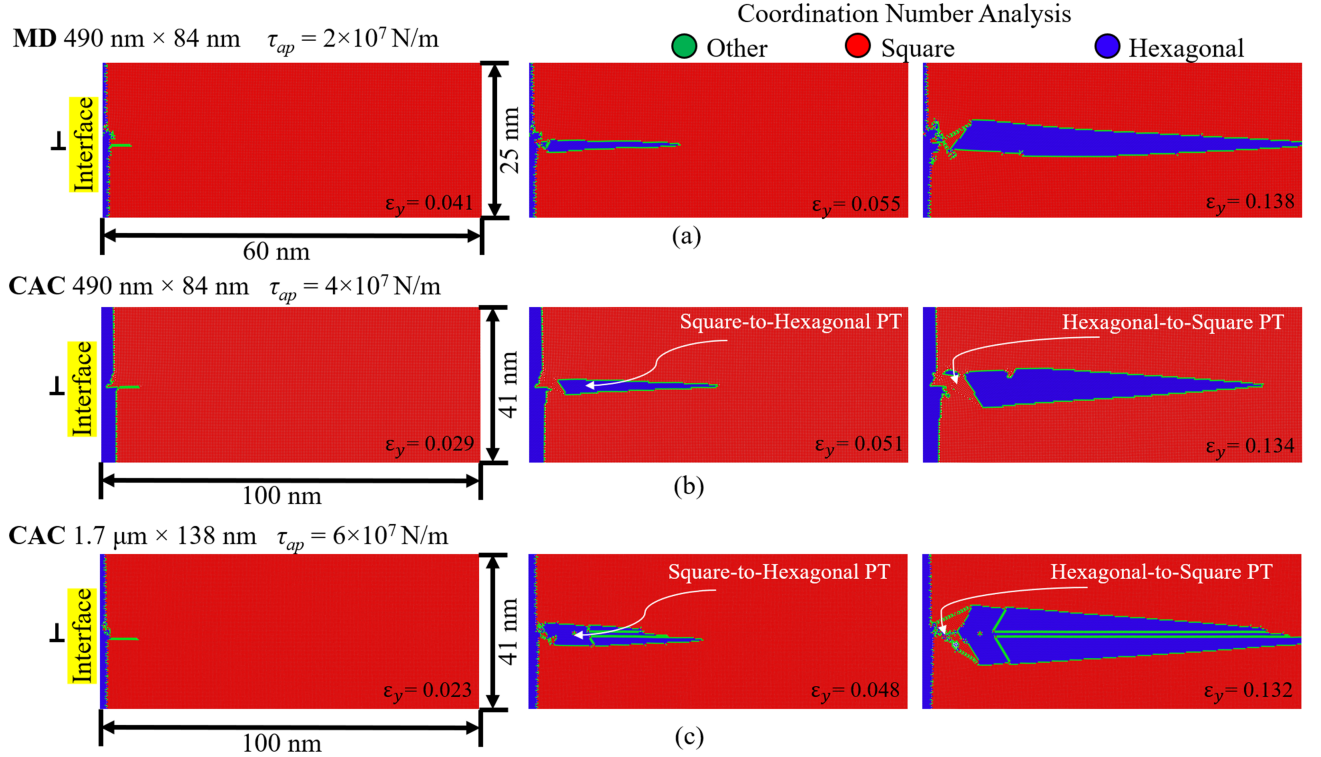 Coordination Number Analysis
MD 490 nm × 84 nm τap = 2×10⁷ N/m
Other Square Hexagonal
⊥ Interface
25 nm
εy = 0.041
εy = 0.055
εy = 0.138
60 nm
(a)
CAC 490 nm × 84 nm τap = 4×10⁷ N/m
⊥ Interface
41 nm
Square-to-Hexagonal PT
Hexagonal-to-Square PT
εy = 0.029
εy = 0.051
εy = 0.134
100 nm
(b)
CAC 1.7 μm × 138 nm τap = 6×10⁷ N/m
⊥ Interface
41 nm
Square-to-Hexagonal PT
Hexagonal-to-Square PT
εy = 0.023
εy = 0.048
εy = 0.132
100 nm
(c)